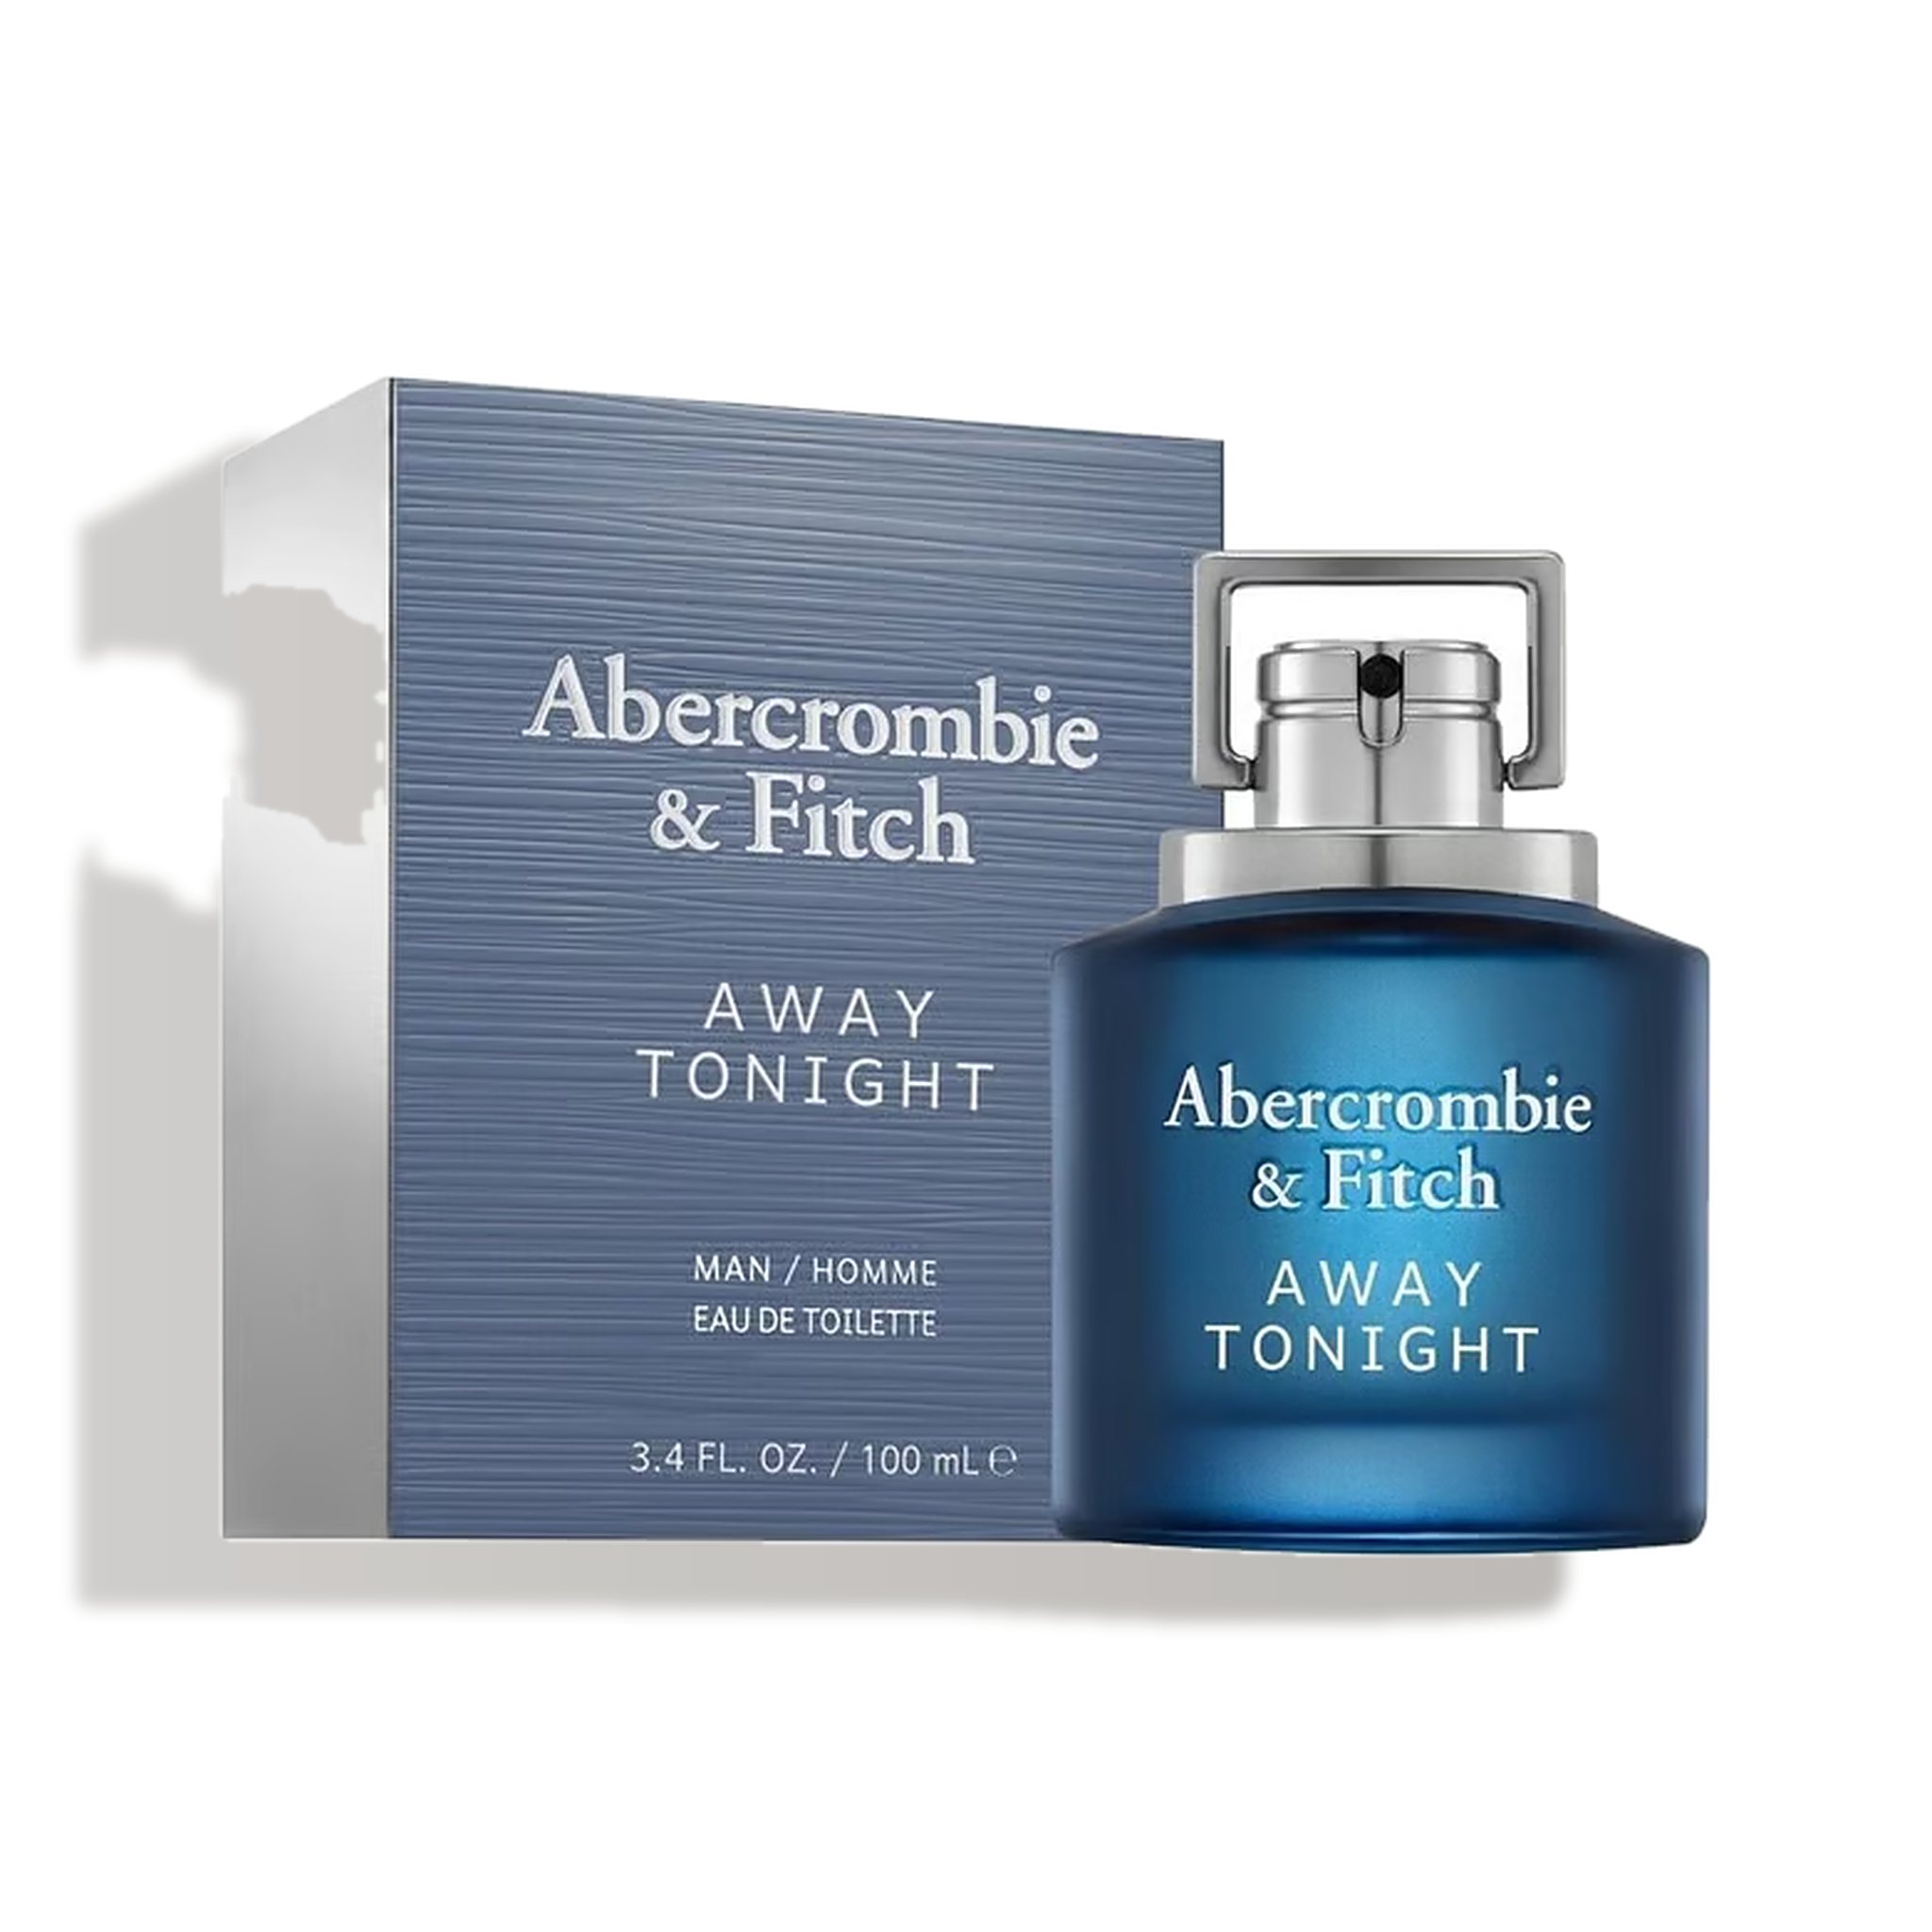 Abercrombie
& Fitch
AWAY
TONIGHT
MAN / HOMME
EAU DE TOILETTE
3.4 FL. OZ. / 100 mL ℮
Abercrombie
& Fitch
AWAY
TONIGHT